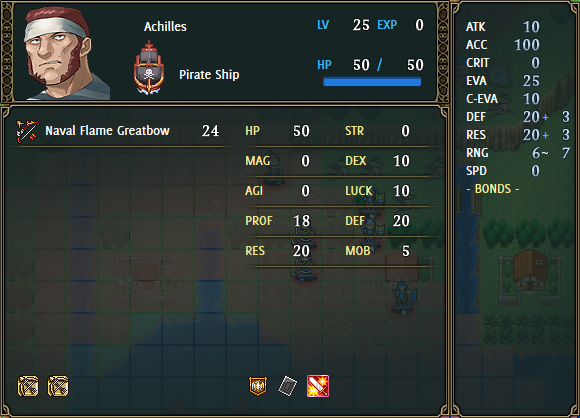 Achilles
LV 25 EXP 0
Pirate Ship
HP 50 / 50
Naval Flame Greatbow 24
HP 50 STR 0
MAG 0 DEX 10
AGI 0 LUCK 10
PROF 18 DEF 20
RES 20 MOB 5
ATK 10
ACC 100
CRIT 0
EVA 25
C-EVA 10
DEF 20+ 3
RES 20+ 3
RNG 6~ 7
SPD 0
- BONDS -